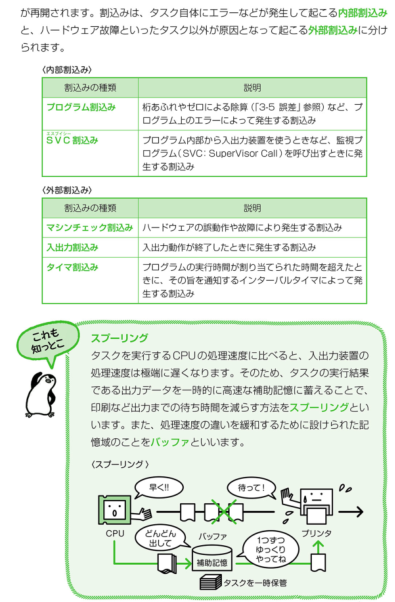 が再開されます。割込みは、タスク自体にエラーなどが発生して起こる内部割込み
と、ハードウェア故障といったタスク以外が原因となって起こる外部割込みに分け
られます。
〈内部割込み〉
割込みの種類 説明
プログラム割込み 桁あふれやゼロによる除算（「3-5 誤差」参照）など、プ
ログラム上のエラーによって発生する割込み
エスブイシー
SVC割込み プログラム内部から入出力装置を使うときなど、監視プ
ログラム（SVC: SuperVisor Call）を呼び出すときに発
生する割込み
〈外部割込み〉
割込みの種類 説明
マシンチェック割込み ハードウェアの誤動作や故障により発生する割込み
入出力割込み 入出力動作が終了したときに発生する割込み
タイマ割込み プログラムの実行時間が割り当てられた時間を超えたと
きに、その旨を通知するインターバルタイマによって発
生する割込み
これも
知っとこ
スプーリング
タスクを実行するCPUの処理速度に比べると、入出力装置の
処理速度は極端に遅くなります。そのため、タスクの実行結果
である出力データを一時的に高速な補助記憶に蓄えることで、
印刷など出力までの待ち時間を減らす方法をスプーリングとい
います。また、処理速度の違いを緩和するために設けられた記
憶域のことをバッファといいます。
〈スプーリング〉
早く!!
待って！
CPU
どんどん
出して
バッファ
補助記憶
1つずつ
ゆっくり
やってね
プリンタ
タスクを一時保管